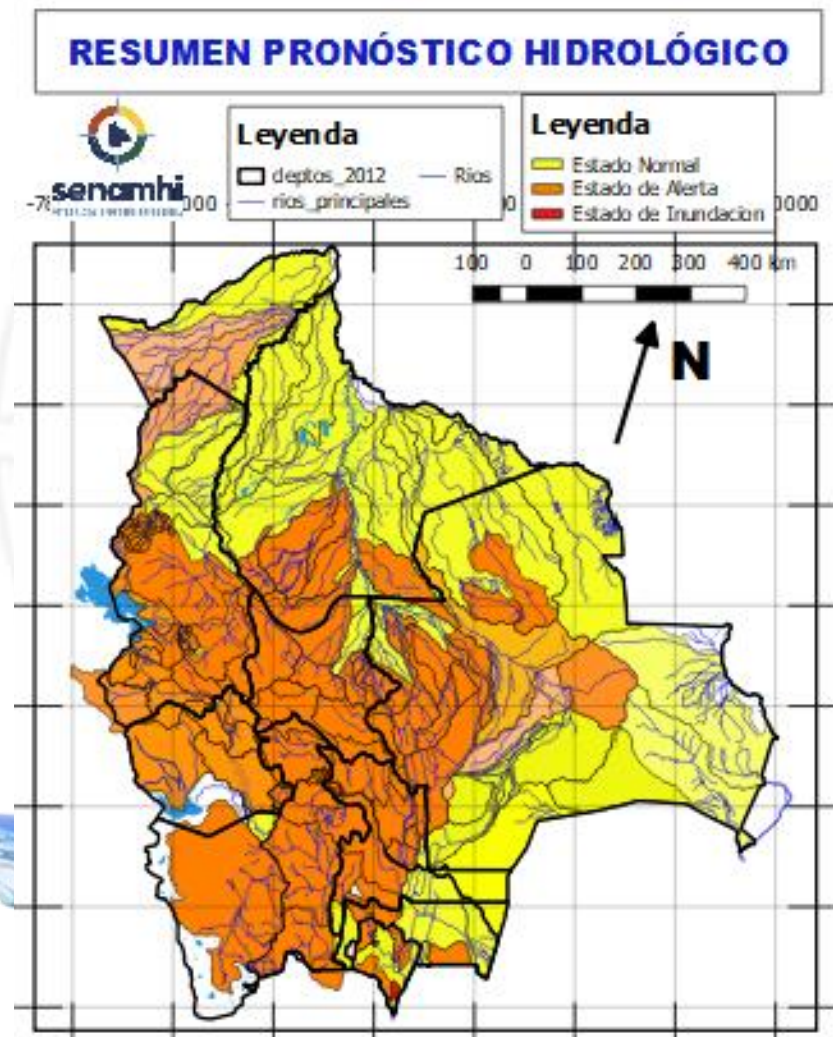 RESUMEN PRONÓSTICO HIDROLÓGICO
senamhi
Leyenda
deptos_2012
Rios
rios_principales
Leyenda
Estado Normal
Estado de Alerta
Estado de Inundacion
100 0 100 200 300 400 km
N